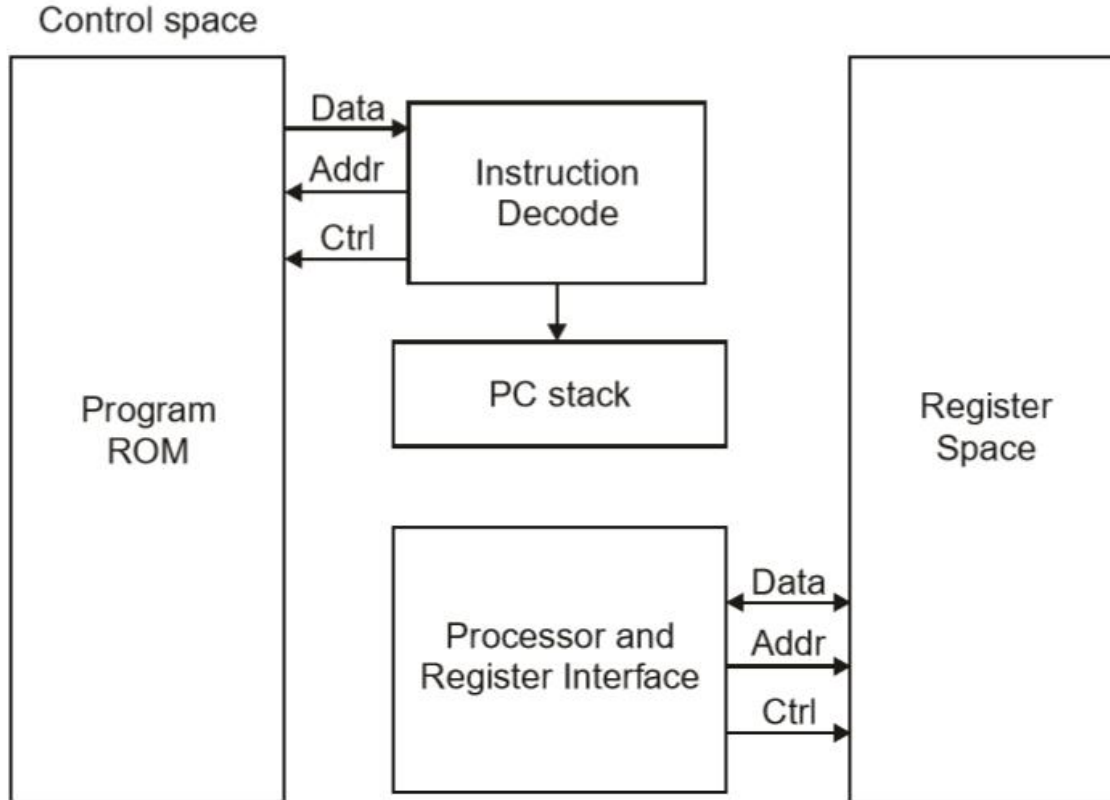 Control space
Data
Addr
Ctrl
Instruction
Decode
PC stack
Program
ROM
Register
Space
Processor and
Register Interface
Data
Addr
Ctrl